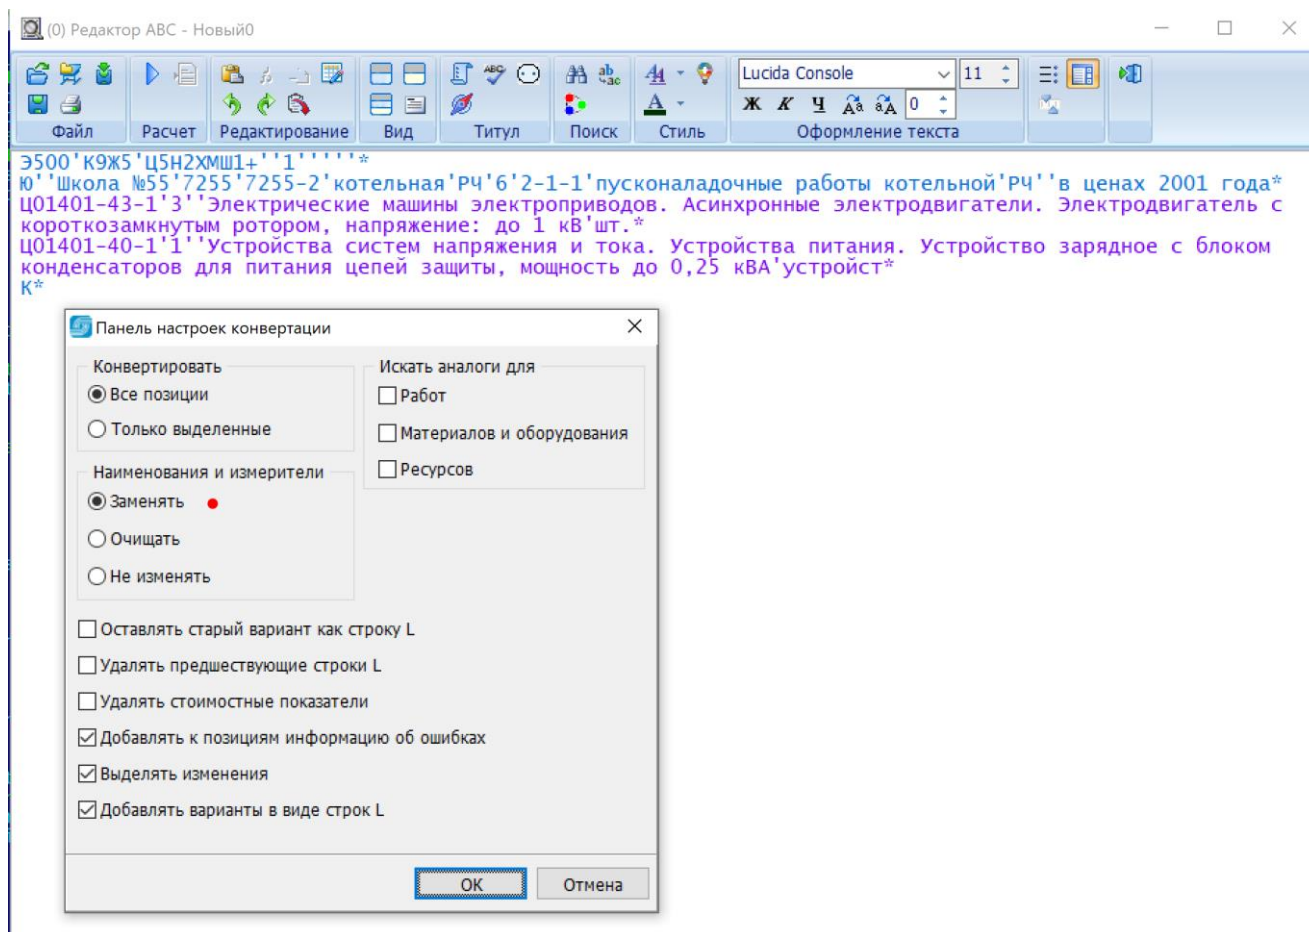 (0) Редактор АВС - Новый0
Lucida Console
11
Ж К Ч
0
Файл
Расчет
Редактирование
Вид
Титул
Поиск
Стиль
Оформление текста
Э500'К9Ж5'Ц5Н2ХМШ1+''1'''''*
Ю''Школа №55'7255'7255-2'котельная'РЧ'6'2-1-1'пусконаладочные работы котельной'РЧ''в ценах 2001 года*
Ц01401-43-1'3''Электрические машины электроприводов. Асинхронные электродвигатели. Электродвигатель с
короткозамкнутым ротором, напряжение: до 1 кВ'шт.*
Ц01401-40-1'1''Устройства систем напряжения и тока. Устройства питания. Устройство зарядное с блоком
конденсаторов для питания цепей защиты, мощность до 0,25 кВА'устройст*
К*
Панель настроек конвертации
Конвертировать
Все позиции
Только выделенные
Искать аналоги для
Работ
Материалов и оборудования
Ресурсов
Наименования и измерители
Заменять
Очищать
Не изменять
Оставлять старый вариант как строку L
Удалять предшествующие строки L
Удалять стоимостные показатели
Добавлять к позициям информацию об ошибках
Выделять изменения
Добавлять варианты в виде строк L
ОК
Отмена